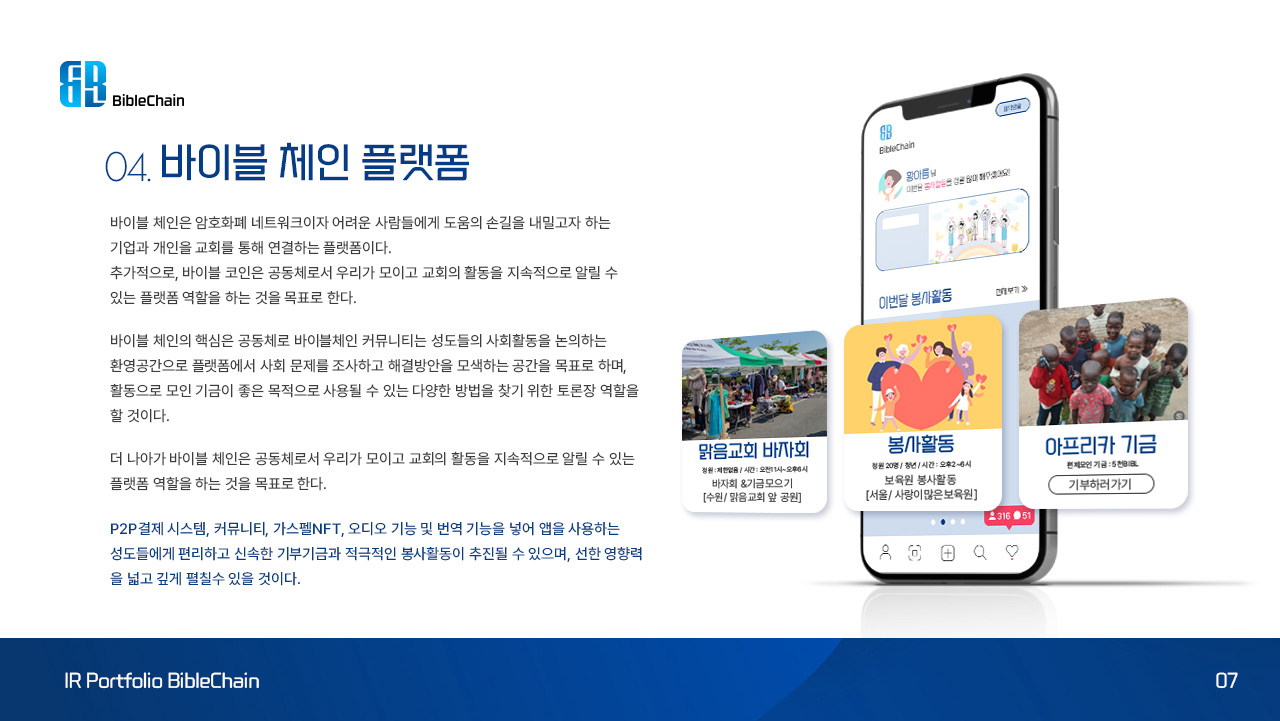 BibleChain
04. 바이블 체인 플랫폼
바이블 체인은 암호화폐 네트워크이자 어려운 사람들에게 도움의 손길을 내밀고자 하는
기업과 개인을 교회를 통해 연결하는 플랫폼이다.
추가적으로, 바이블 코인은 공동체로서 우리가 모이고 교회의 활동을 지속적으로 알릴 수
있는 플랫폼 역할을 하는 것을 목표로 한다.
바이블 체인의 핵심은 공동체로 바이블체인 커뮤니티는 성도들의 사회활동을 논의하는
환영공간으로 플랫폼에서 사회 문제를 조사하고 해결방안을 모색하는 공간을 목표로 하며,
활동으로 모인 기금이 좋은 목적으로 사용될 수 있는 다양한 방법을 찾기 위한 토론장 역할을
할 것이다.
더 나아가 바이블 체인은 공동체로서 우리가 모이고 교회의 활동을 지속적으로 알릴 수 있는
플랫폼 역할을 하는 것을 목표로 한다.
P2P결제 시스템, 커뮤니티, 가스펠NFT, 오디오 기능 및 번역 기능을 넣어 앱을 사용하는
성도들에게 편리하고 신속한 기부기금과 적극적인 봉사활동이 추진될 수 있으며, 선한 영향력
을 넓고 깊게 펼칠수 있을 것이다.
BibleChain
황아름 님
이번달 봉사활동을 정말 많이 해주셨어요!
이번달 봉사활동
전체보기
맑음교회 바자회
정원 : 제한없음 / 시간 : 오전11시~오후6시
바자회 &기금모으기
[수원/ 맑음교회 앞 공원]
봉사활동
정원 20명 / 청년 / 시간 : 오후2~6시
보육원 봉사활동
[서울/ 사랑이많은보육원]
아프리카 기금
현재모인 기금 : 5천BIBL
기부하러가기
316 51
IR Portfolio BibleChain
07